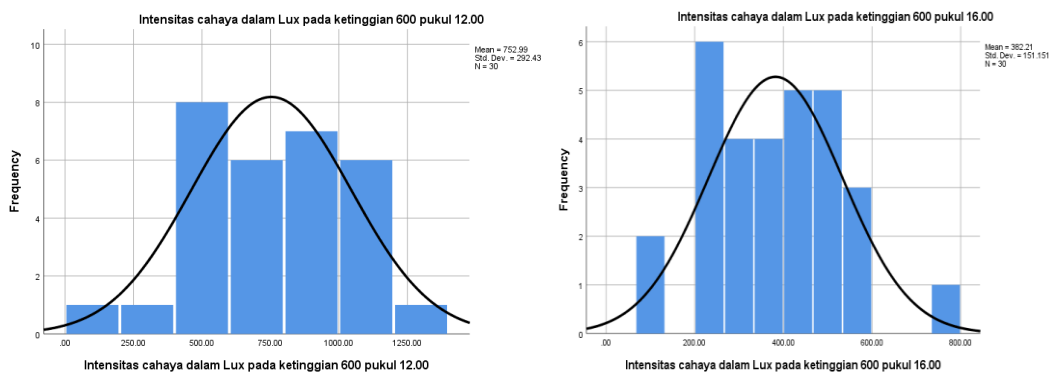 Intensitas cahaya dalam Lux pada ketinggian 600 pukul 12.00
Mean = 752.99
Std. Dev. = 292.43
N = 30
10
8
6
4
2
0
Frequency
.00 250.00 500.00 750.00 1000.00 1250.00
Intensitas cahaya dalam Lux pada ketinggian 600 pukul 12.00
Intensitas cahaya dalam Lux pada ketinggian 600 pukul 16.00
Mean = 382.21
Std. Dev. = 151.151
N = 30
6
5
4
3
2
1
0
Frequency
.00 200.00 400.00 600.00 800.00
Intensitas cahaya dalam Lux pada ketinggian 600 pukul 16.00